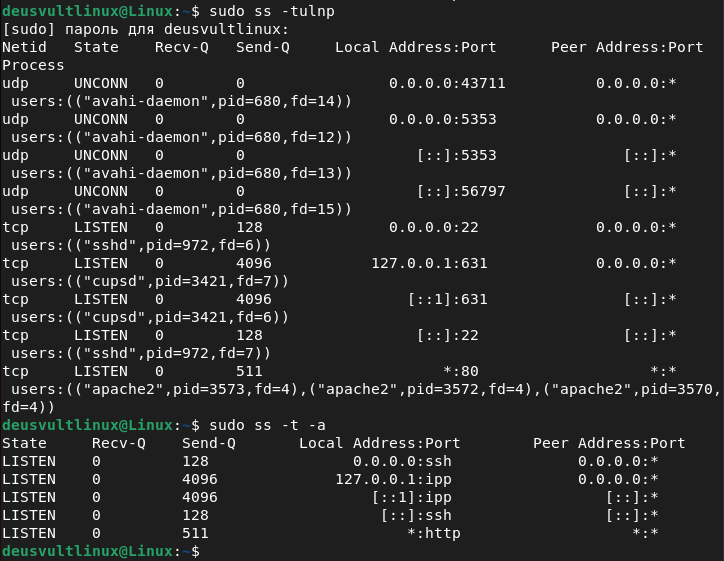 deusvultlinux@Linux:~$ sudo ss -tulnp
[sudo] пароль для deusvultlinux:
Netid State Recv-Q Send-Q Local Address:Port Peer Address:Port
Process
udp UNCONN 0 0 0.0.0.0:43711 0.0.0.0:*
users:(("avahi-daemon",pid=680,fd=14))
udp UNCONN 0 0 0.0.0.0:5353 0.0.0.0:*
users:(("avahi-daemon",pid=680,fd=12))
udp UNCONN 0 0 [::]:5353 [::]:*
users:(("avahi-daemon",pid=680,fd=13))
udp UNCONN 0 0 [::]:56797 [::]:*
users:(("avahi-daemon",pid=680,fd=15))
tcp LISTEN 0 128 0.0.0.0:22 0.0.0.0:*
users:(("sshd",pid=972,fd=6))
tcp LISTEN 0 4096 127.0.0.1:631 0.0.0.0:*
users:(("cupsd",pid=3421,fd=7))
tcp LISTEN 0 4096 [::1]:631 [::]:*
users:(("cupsd",pid=3421,fd=6))
tcp LISTEN 0 128 [::]:22 [::]:*
users:(("sshd",pid=972,fd=7))
tcp LISTEN 0 511 *:80 *:*
users:(("apache2",pid=3573,fd=4),("apache2",pid=3572,fd=4),("apache2",pid=3570,
fd=4))
deusvultlinux@Linux:~$ sudo ss -t -a
State Recv-Q Send-Q Local Address:Port Peer Address:Port
LISTEN 0 128 0.0.0.0:ssh 0.0.0.0:*
LISTEN 0 4096 127.0.0.1:ipp 0.0.0.0:*
LISTEN 0 4096 [::1]:ipp [::]:*
LISTEN 0 128 [::]:ssh [::]:*
LISTEN 0 511 *:http *:*
deusvultlinux@Linux:~$